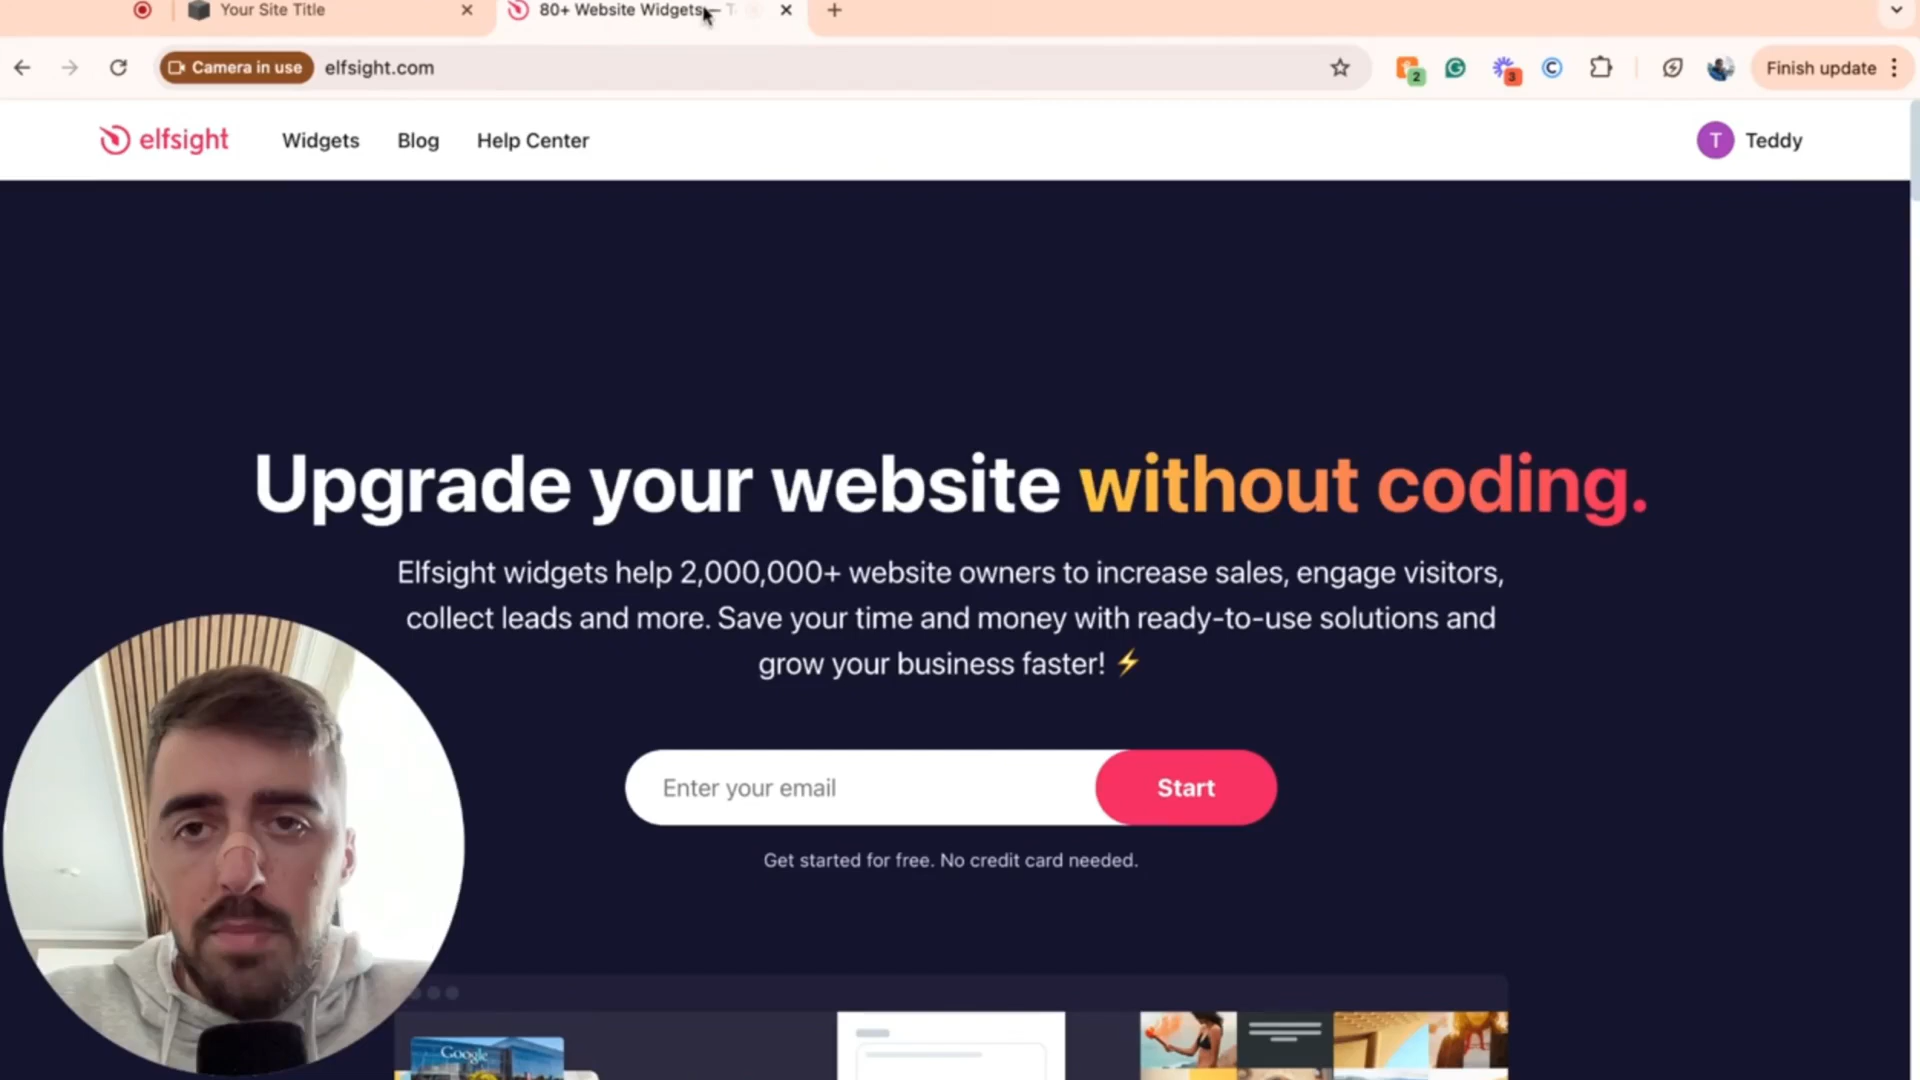 Your Site Title
80+ Website Widgets – T
Camera in use
elfsight.com
2
3
Finish update
elfsight
Widgets
Blog
Help Center
T
Teddy
Upgrade your website without coding.
Elfsight widgets help 2,000,000+ website owners to increase sales, engage visitors,
collect leads and more. Save your time and money with ready-to-use solutions and
grow your business faster! ⚡
Enter your email
Start
Get started for free. No credit card needed.
Google